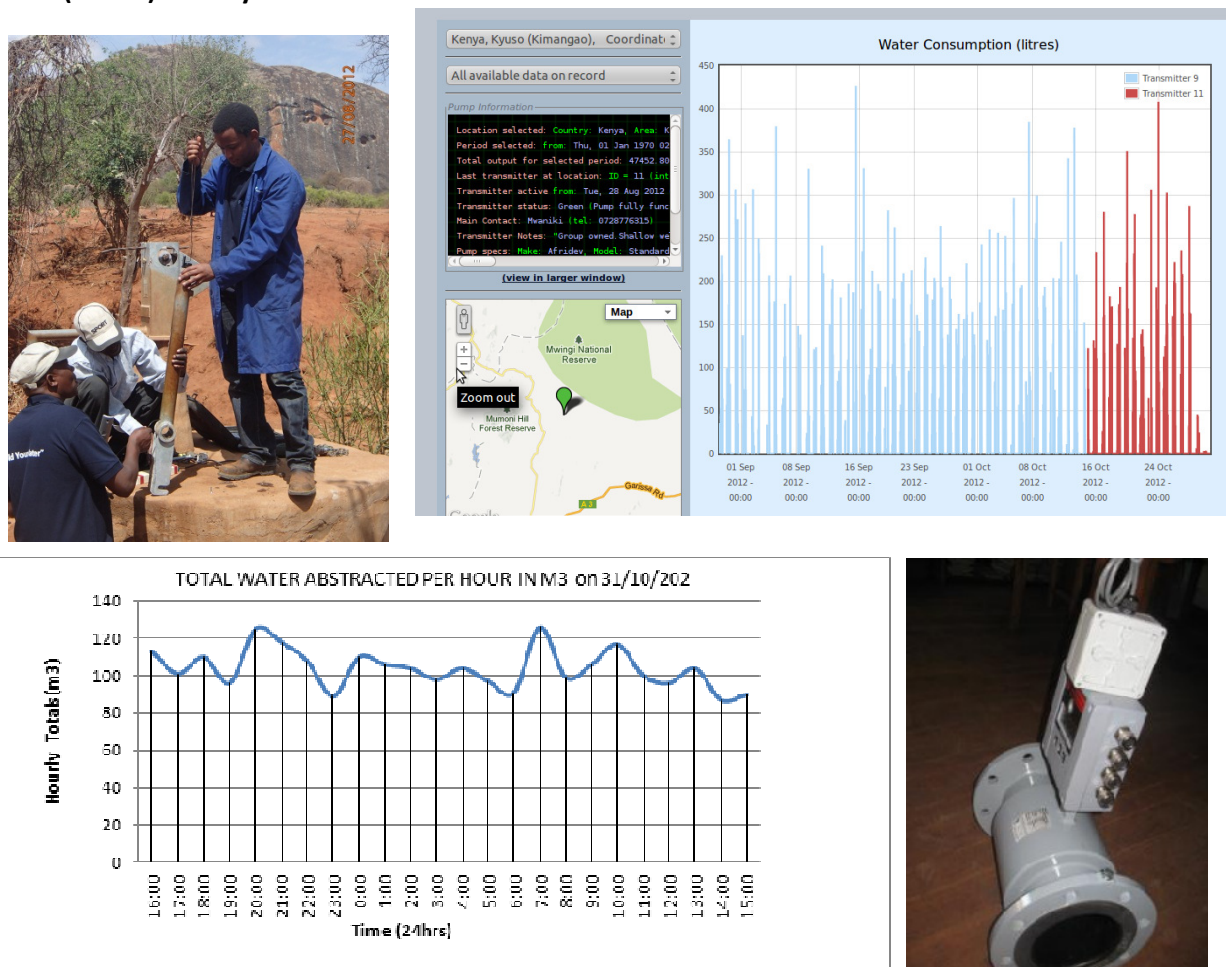 27/08/2012
SPORT
Kenya, Kyuso (Kimangao), Coordinat
All available data on record
Pump Information
Location selected: Country: Kenya, Area: K
Period selected: from: Thu, 01 Jan 1970 02
Total output for selected period: 47452.80
Last transmitter at location: ID = 11 (int
Transmitter active from: Tue, 28 Aug 2012
Transmitter status: Green (Pump fully func
Main Contact: Mwaniki (tel: 0728776315)
Transmitter Notes: "Group owned.Shallow we
Pump specs: Make: Afridev, Model: Standard
(view in larger window)
Map
Mwingi National
Reserve
Zoom out
Mumoni Hill
Forest Reserve
Garissa Rd
A3
Google
Water Consumption (litres)
Transmitter 9
Transmitter 11
450
400
350
300
250
200
150
100
50
0
01 Sep 08 Sep 16 Sep 23 Sep 01 Oct 08 Oct 16 Oct 24 Oct
2012 - 2012 - 2012 - 2012 - 2012 - 2012 - 2012 - 2012 -
00:00 00:00 00:00 00:00 00:00 00:00 00:00 00:00
TOTAL WATER ABSTRACTED PER HOUR IN M3 on 31/10/202
Hourly Totals(m3)
140
120
100
80
60
40
20
0
16:00 17:00 18:00 19:00 20:00 21:00 22:00 23:00 0:00 1:00 2:00 3:00 4:00 5:00 6:00 7:00 8:00 9:00 10:00 11:00 12:00 13:00 14:00 15:00
Time (24hrs)